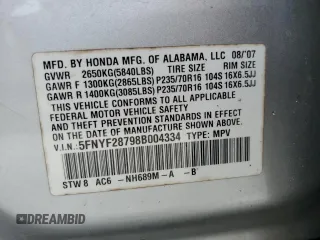 MFD. BY HONDA MFG. OF ALABAMA, LLC 08/'07
GVWR 2650KG(5840LBS) TIRE SIZE RIM SIZE
GAWR F 1300KG(2865LBS) P235/70R16 104S 16X6.5JJ
GAWR R 1400KG(3085LBS) P235/70R16 104S 16X6.5JJ
THIS VEHICLE CONFORMS TO ALL APPLICABLE
FEDERAL MOTOR VEHICLE SAFETY AND THEFT
PREVENTION STANDARDS IN EFFECT ON THE DATE
OF MANUFACTURE SHOWN ABOVE.
V.I.N.: 5FNYF28798B004334 TYPE: MPV
STW8 AC6 -NH689M-A -B
DREAMBID